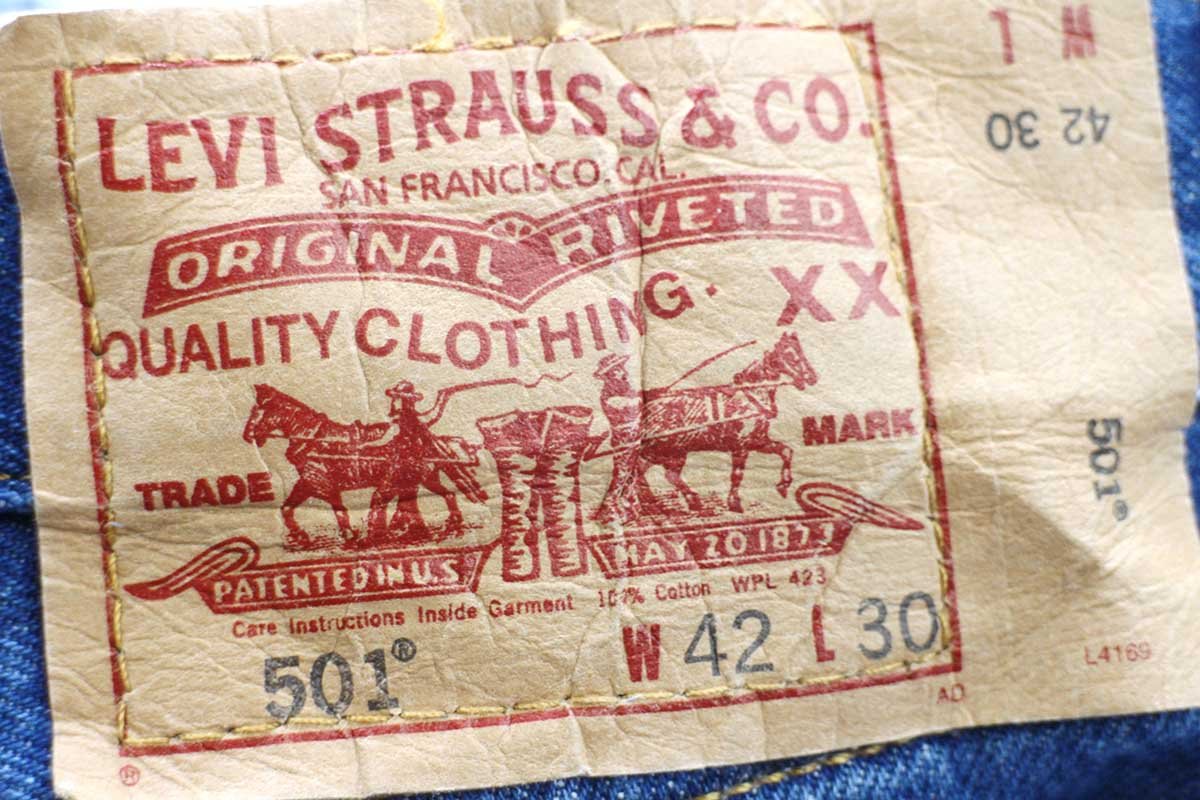 LEVI STRAUSS & CO.
SAN FRANCISCO, CAL.
ORIGINAL RIVETED
QUALITY CLOTHING. XX
TRADE MARK
PATENTED IN U.S. MAY 20 1873
Care Instructions Inside Garment 100% Cotton WPL 423
501® W 42 L 30
AD
®
W L
42 30
501®
L4169